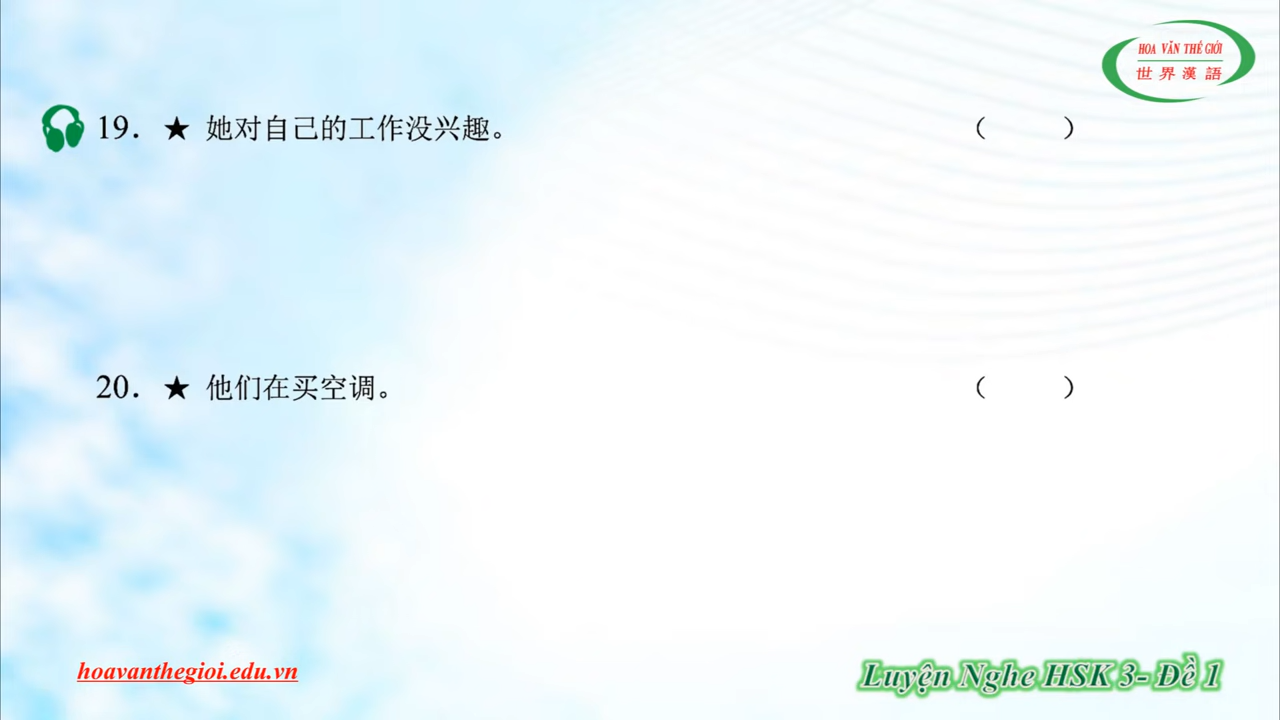 HOA VĂN THẾ GIỚI
世界漢語
19. ★ 她对自己的工作没兴趣。 （ ）
20. ★ 他们在买空调。 （ ）
hoavanthegioi.edu.vn
Luyện Nghe HSK 3- Đề 1